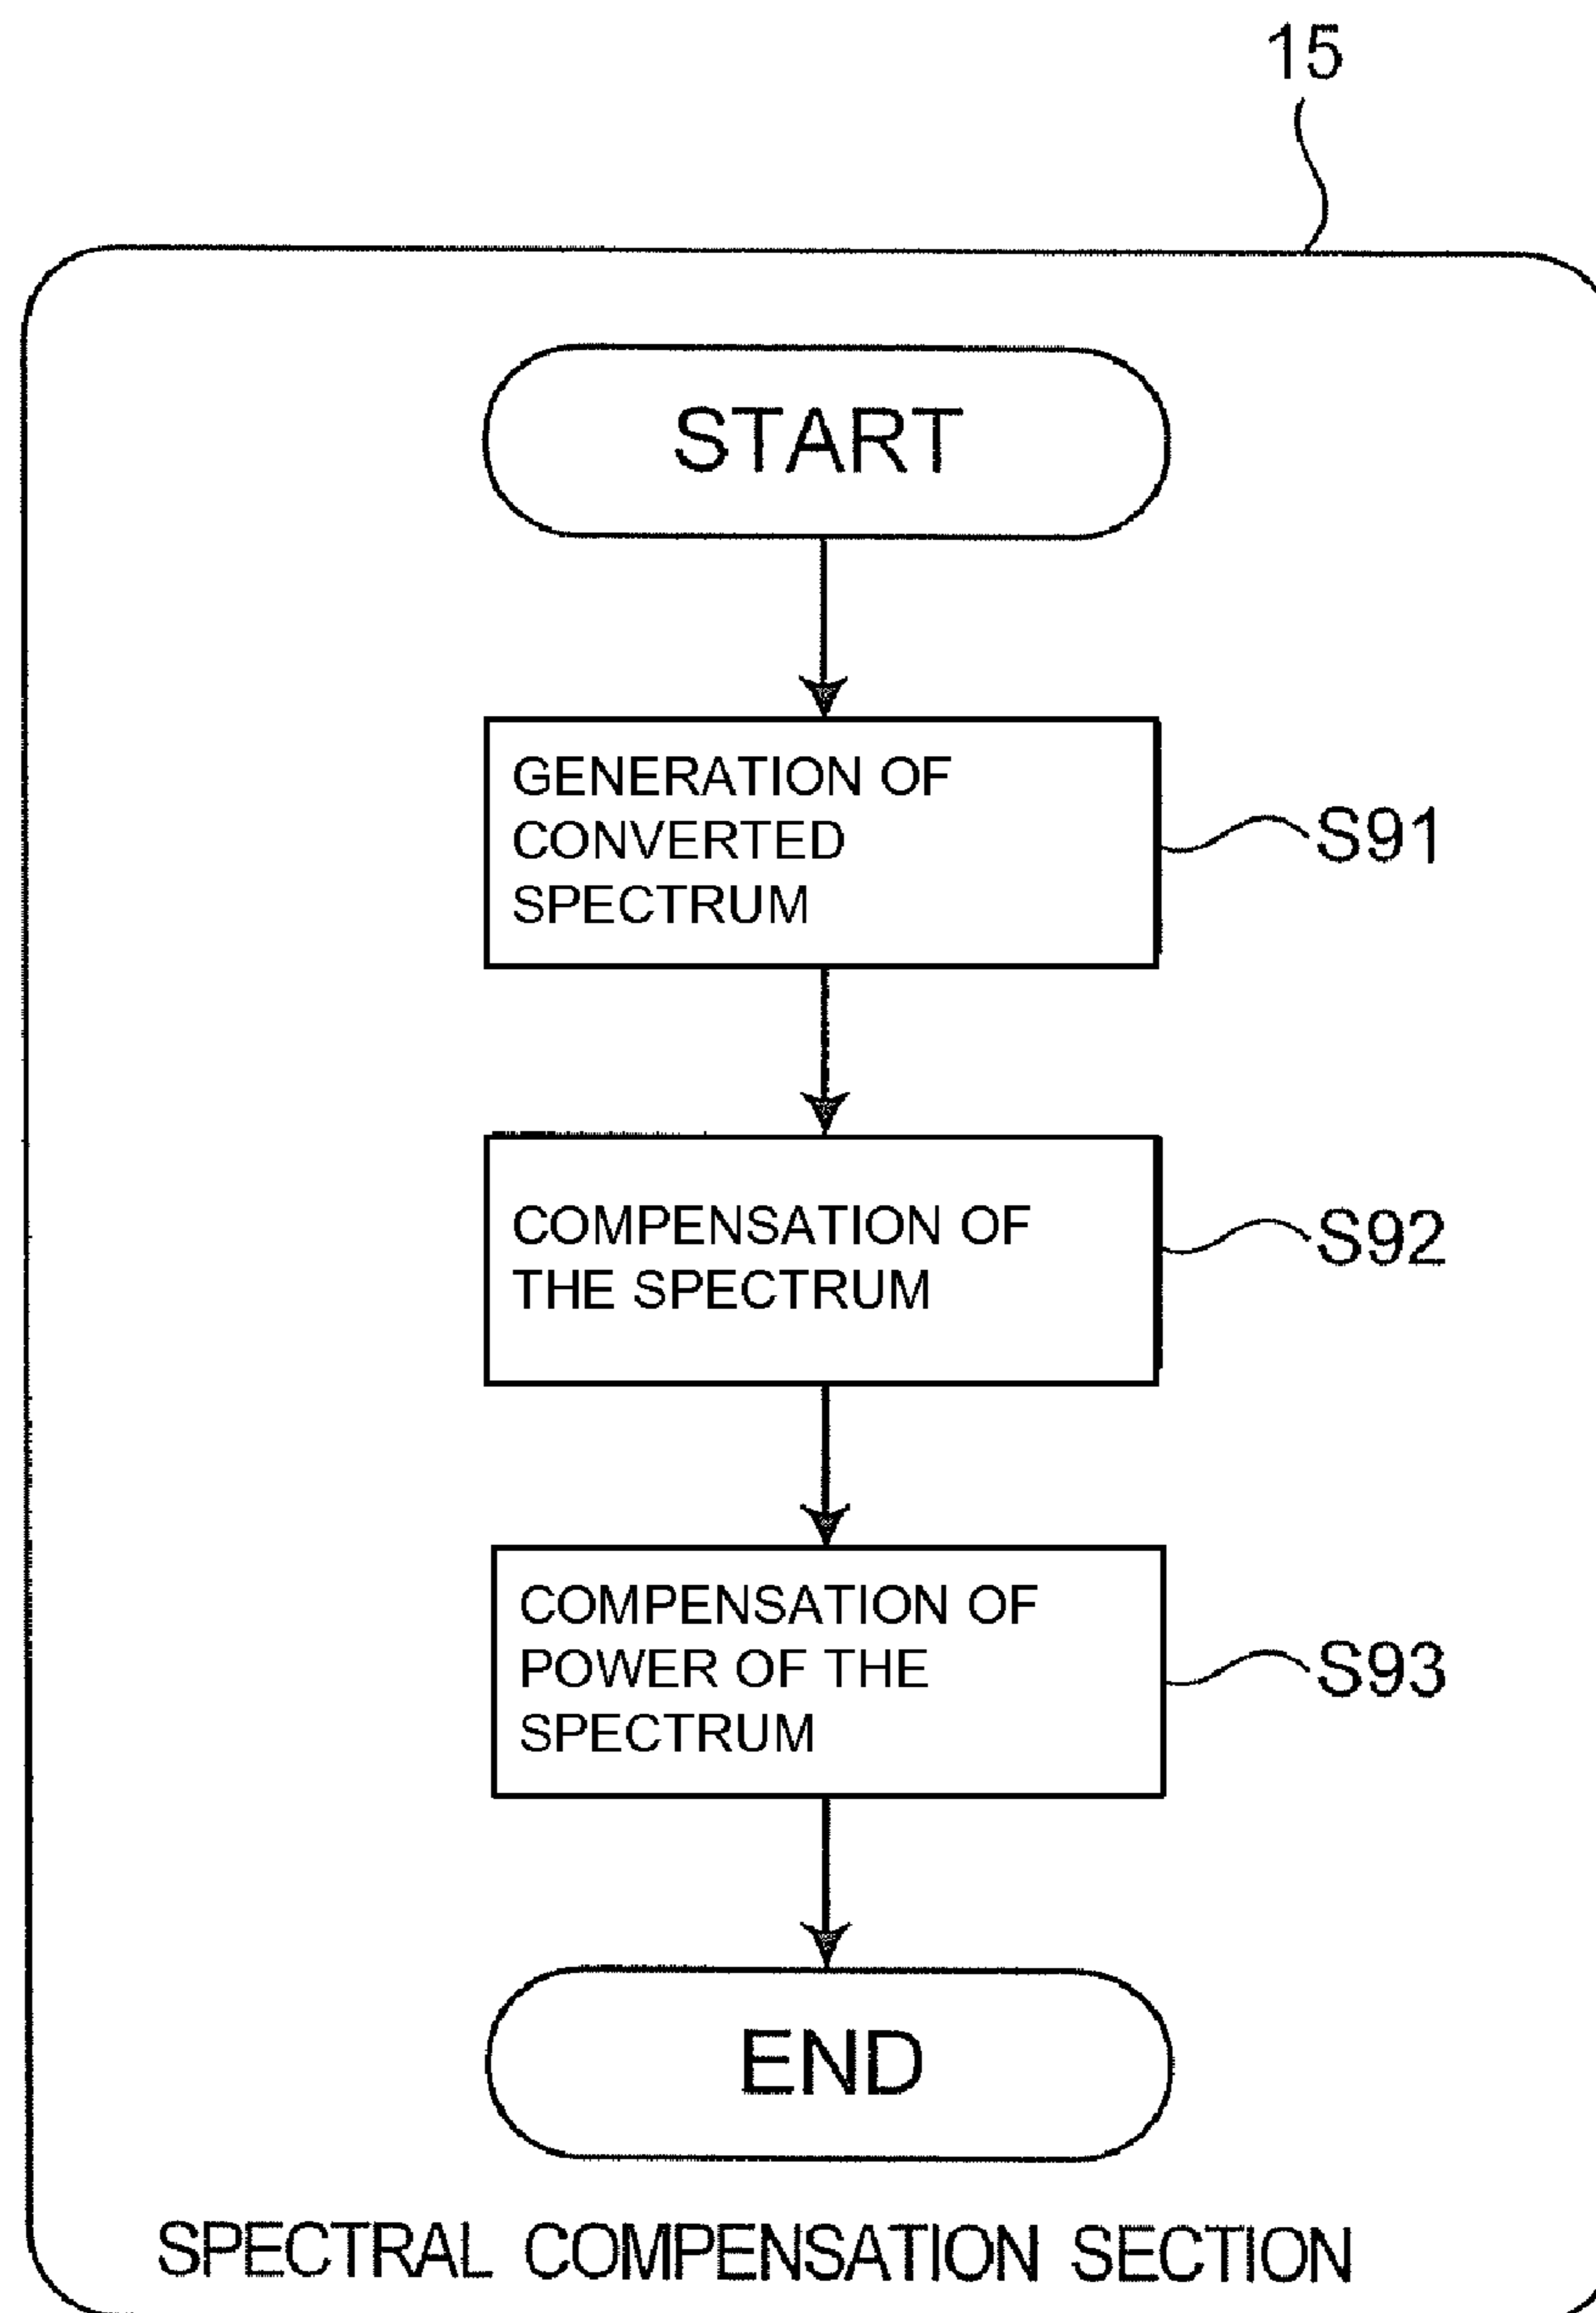 15
START
GENERATION OF
CONVERTED
SPECTRUM
S91
COMPENSATION OF
THE SPECTRUM
S92
COMPENSATION OF
POWER OF THE
SPECTRUM
S93
END
SPECTRAL COMPENSATION SECTION